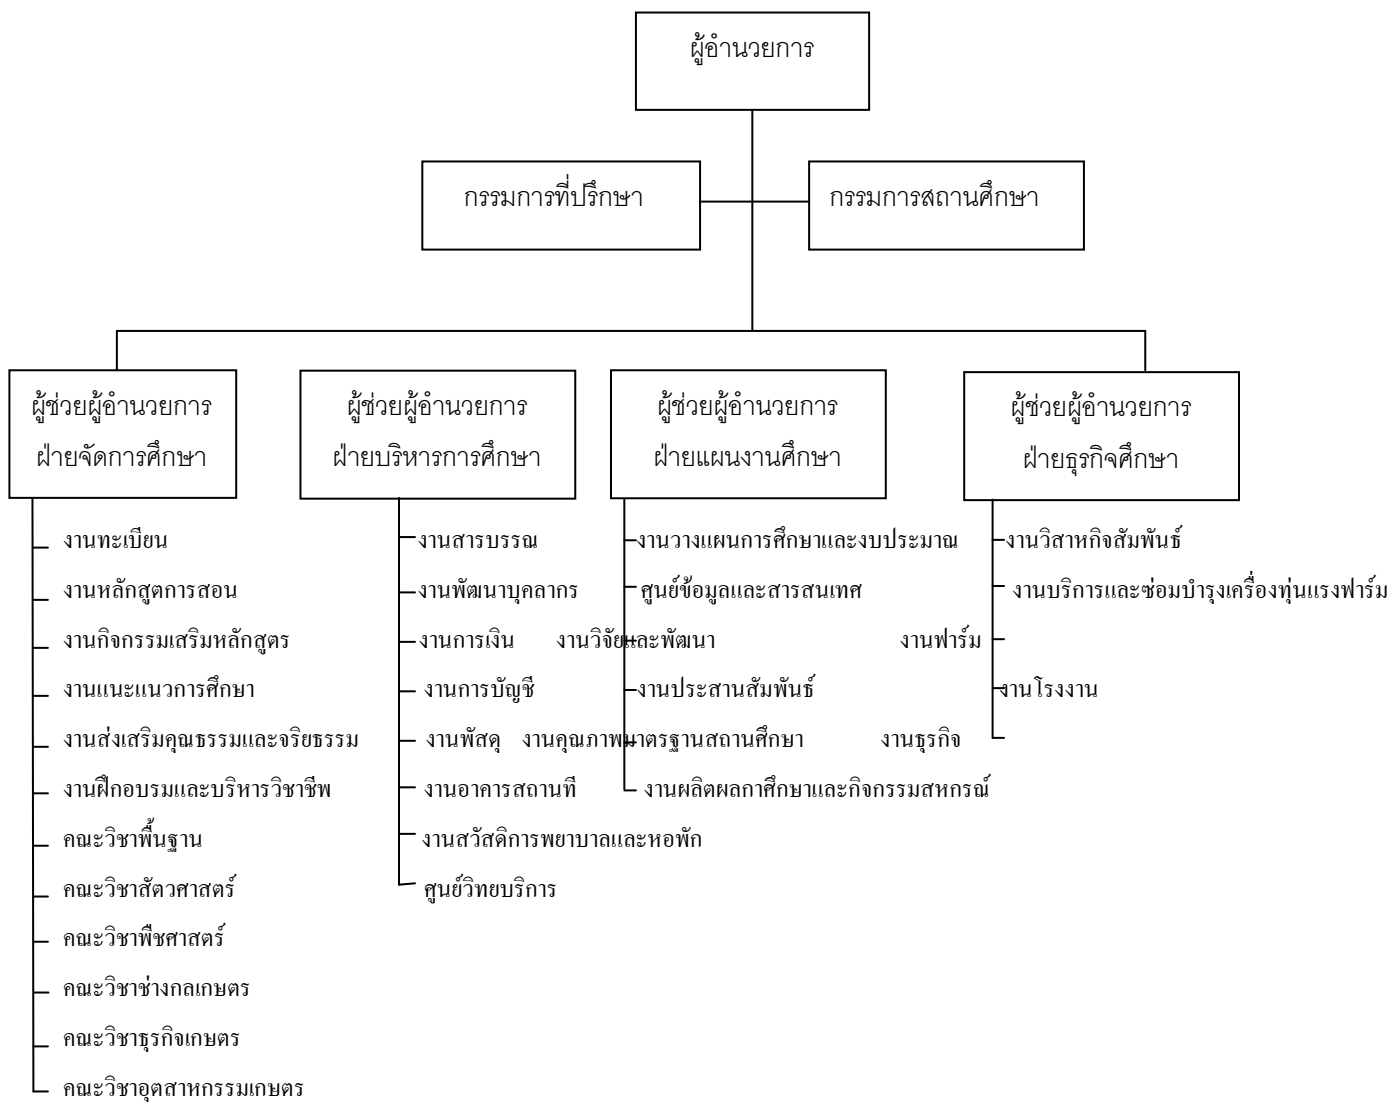 ผู้อำนวยการ
กรรมการที่ปรึกษา
กรรมการสถานศึกษา
ผู้ช่วยผู้อำนวยการ
ฝ่ายจัดการศึกษา
งานทะเบียน
งานหลักสูตการสอน
งานกิจกรรมเสริมหลักสูตร
งานแนะแนวการศึกษา
งานส่งเสริมคุณธรรมและจริยธรรม
งานฝึกอบรมและบริหารวิชาชีพ
คณะวิชาพื้นฐาน
คณะวิชาสัตวศาสตร์
คณะวิชาพืชศาสตร์
คณะวิชาช่างกลเกษตร
คณะวิชาธุรกิจเกษตร
คณะวิชาอุตสาหกรรมเกษตร
ผู้ช่วยผู้อำนวยการ
ฝ่ายบริหารการศึกษา
งานสารบรรณ
งานพัฒนาบุคลากร
งานการเงิน
งานการบัญชี
งานพัสดุ
งานอาคารสถานที
งานสวัสดิการพยาบาลและหอพัก
ศูนย์วิทยบริการ
ผู้ช่วยผู้อำนวยการ
ฝ่ายแผนงานศึกษา
งานวางแผนการศึกษาและงบประมาณ
ศูนย์ข้อมูลและสารสนเทศ
งานวิจัยและพัฒนา
งานประสานสัมพันธ์
งานคุณภาพมาตรฐานสถานศึกษา
งานผลิตผลกาศึกษาและกิจกรรมสหกรณ์
ผู้ช่วยผู้อำนวยการ
ฝ่ายธุรกิจศึกษา
งานวิสาหกิจสัมพันธ์
งานบริการและซ่อมบำรุงเครื่องทุ่นแรงฟาร์ม
งานฟาร์ม
งานโรงงาน
งานธุรกิจ